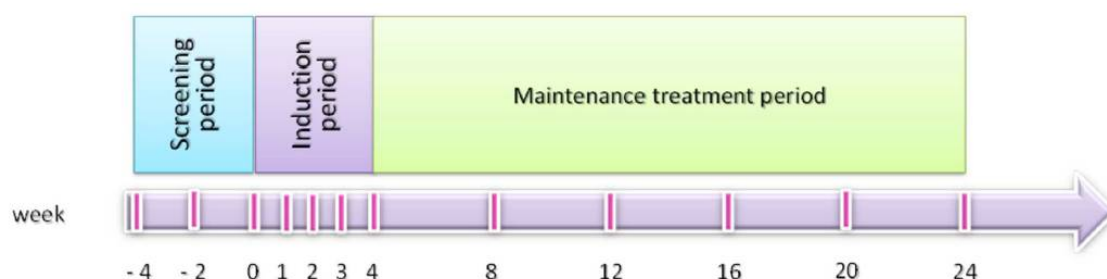 Screening
period
Induction
period
Maintenance treatment period
week
- 4 - 2 0 1 2 3 4 8 12 16 20 24